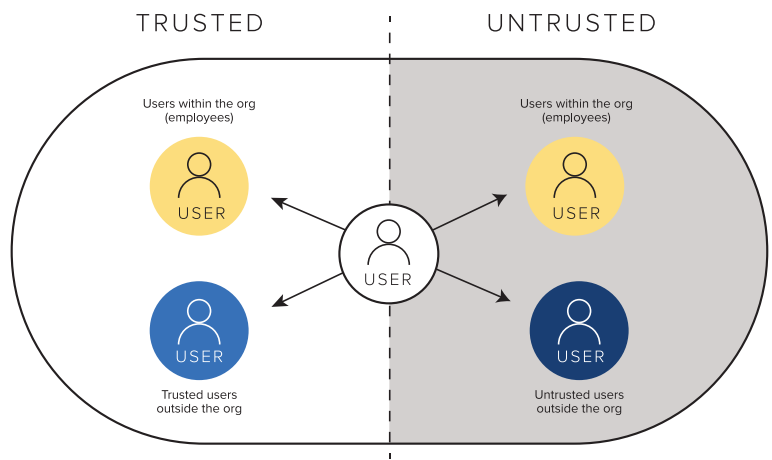 TRUSTED
UNTRUSTED
Users within the org
(employees)
USER
Users within the org
(employees)
USER
USER
USER
Trusted users
outside the org
USER
Untrusted users
outside the org